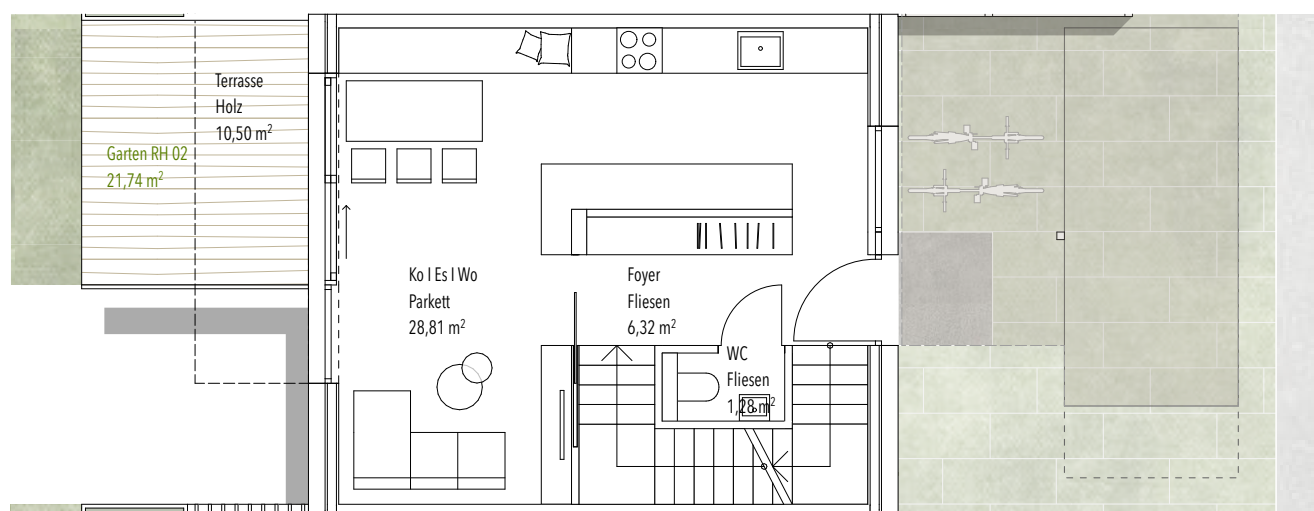 Terrasse
Holz
10,50 m²
Garten RH 02
21,74 m²
Ko I Es I Wo
Parkett
28,81 m²
Foyer
Fliesen
6,32 m²
WC
Fliesen
1,28 m²